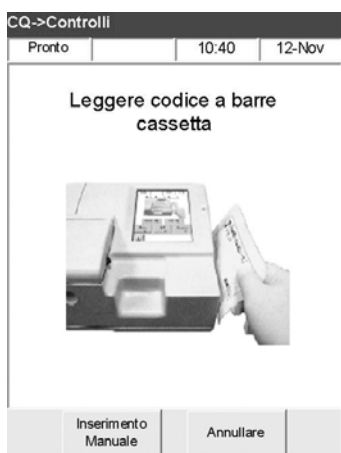 CQ->Controlli
Pronto 10:40 12-Nov
Leggere codice a barre
cassetta
Inserimento
Manuale
Annullare